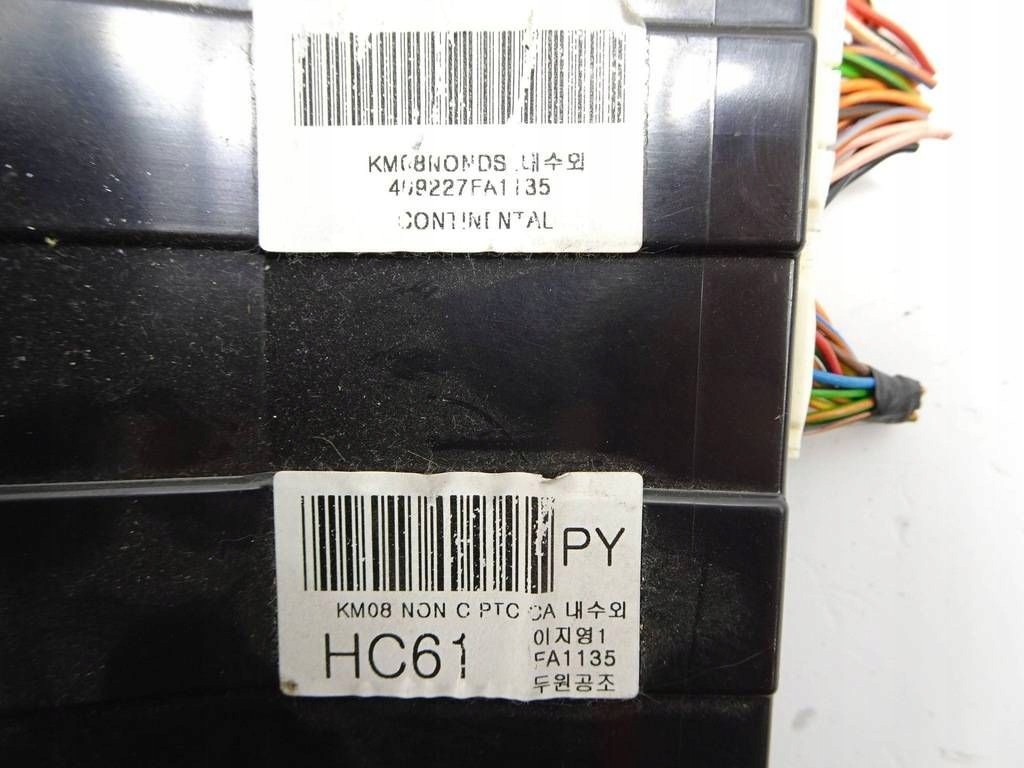 KM08NONDS 내수외
409227FA1135
CONTINENTAL
PY
KM08 NON C PTC CA 내수외
HC61
이지영1
FA1135
두원공조